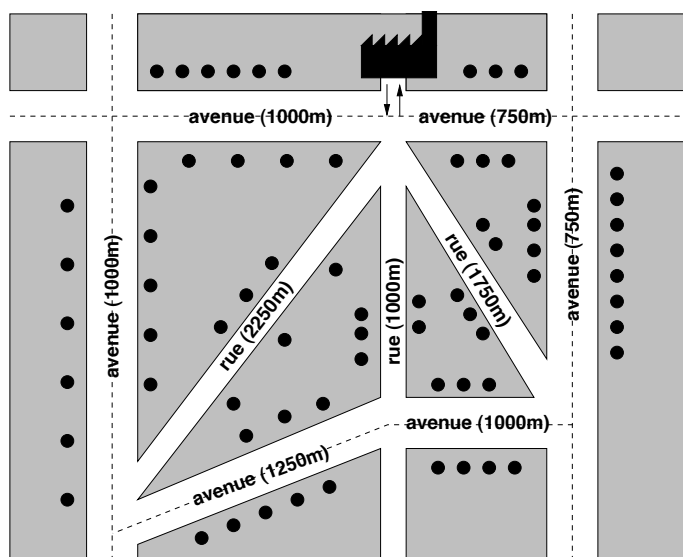 avenue (1000m)
avenue (750m)
avenue (1000m)
rue (2250m)
rue (1000m)
rue (1750m)
avenue (750m)
avenue (1000m)
avenue (1250m)